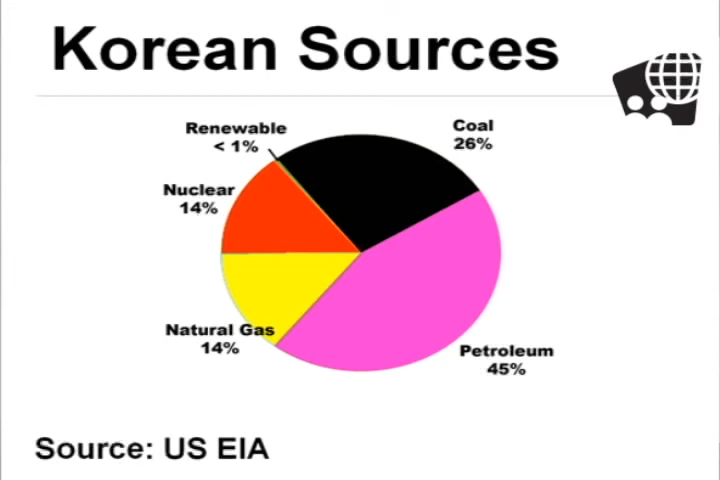 Korean Sources
Renewable
< 1%
Coal
26%
Nuclear
14%
Natural Gas
14%
Petroleum
45%
Source: US EIA